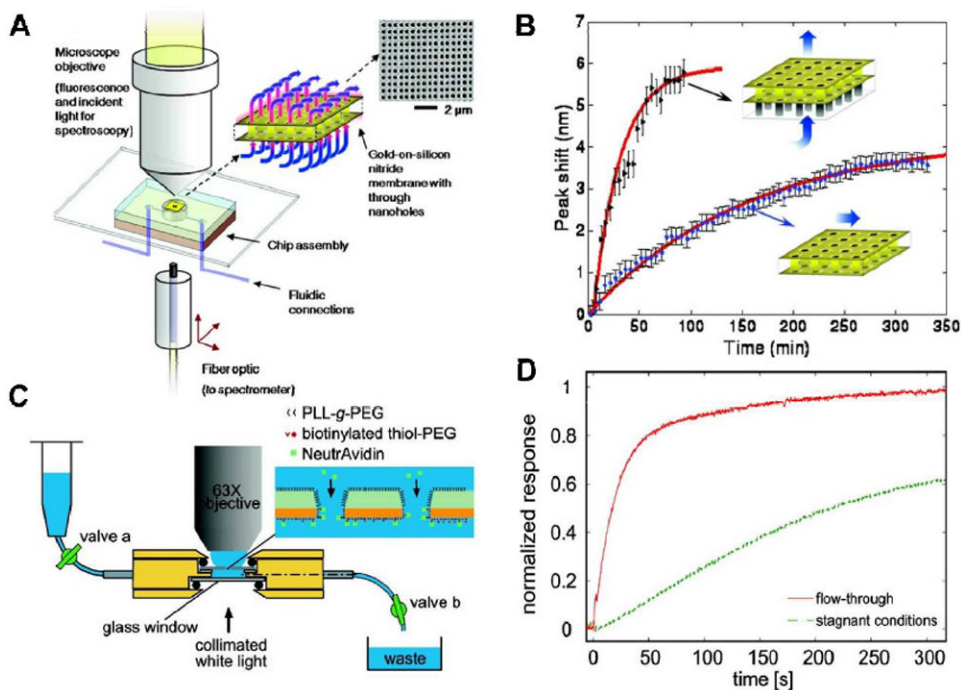 A
Microscope
objective
(fluorescence
and incident
light for
spectroscopy)
2 μm
Gold-on-silicon
nitride
membrane with
through
nanoholes
Chip assembly
Fluidic
connections
Fiber optic
(to spectrometer)
B
Peak shift (nm)
7
6
5
4
3
2
1
0
0 50 100 150 200 250 300 350
Time (min)
C
PLL-g-PEG
biotinylated thiol-PEG
NeutrAvidin
63X
objective
valve a
glass window
collimated
white light
valve b
waste
D
normalized response
1
0.8
0.6
0.4
0.2
0
flow-through
stagnant conditions
0 50 100 150 200 250 300
time [s]